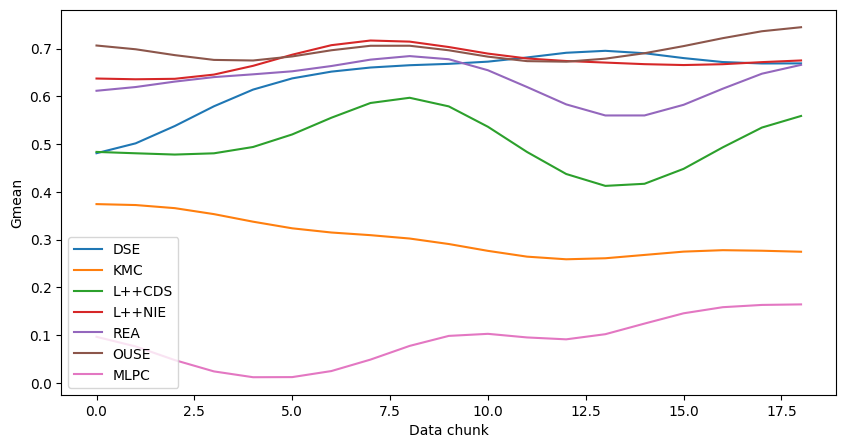 0.7
0.6
0.5
0.4
0.3
0.2
0.1
0.0
Gmean
DSE
KMC
L++CDS
L++NIE
REA
OUSE
MLPC
0.0 2.5 5.0 7.5 10.0 12.5 15.0 17.5
Data chunk